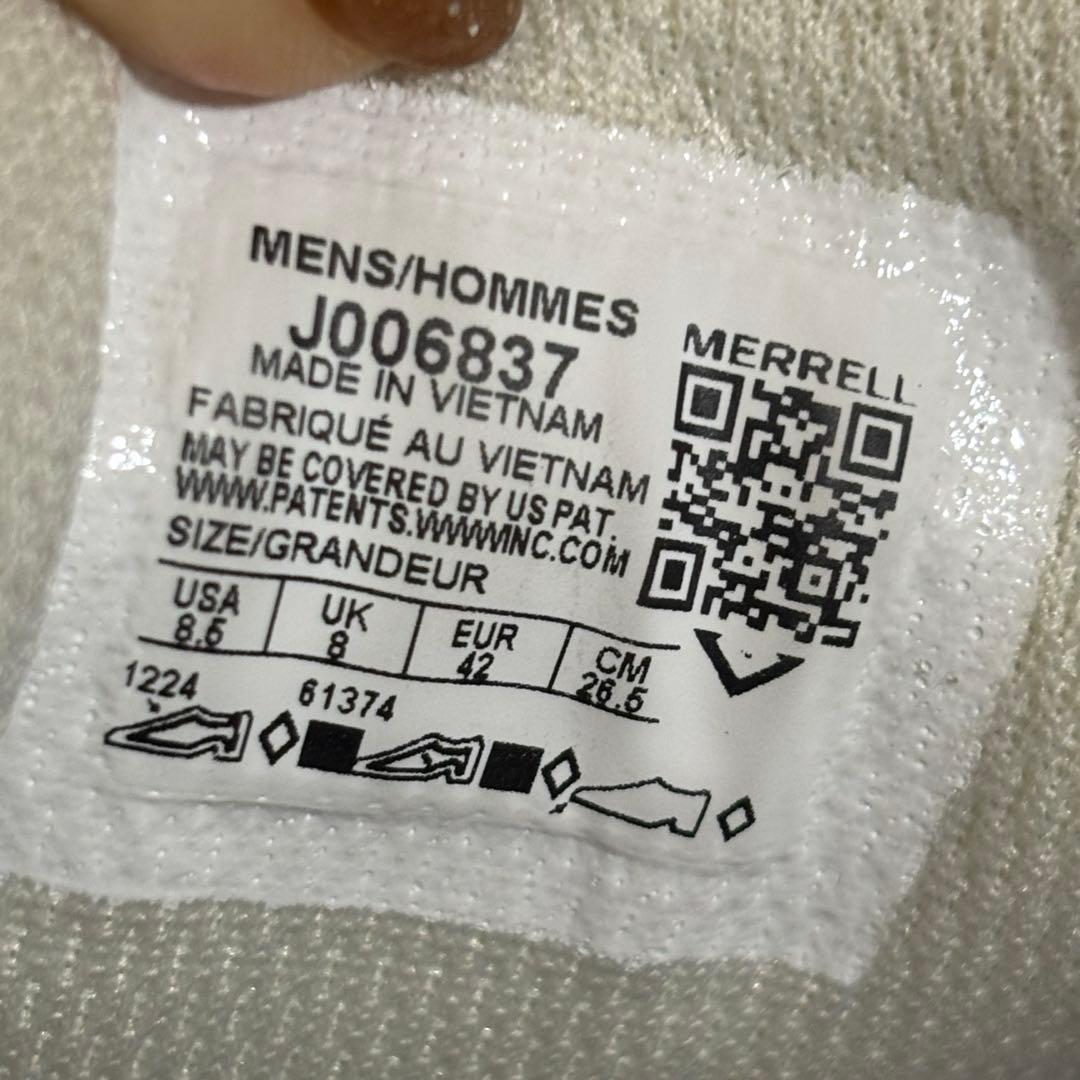 MENS/HOMMES
J006837
MADE IN VIETNAM
FABRIQUÉ AU VIETNAM
MAY BE COVERED BY US PAT.
WWW.PATENTS.WWWINC.COM
MERRELL
SIZE/GRANDEUR
USA UK EUR CM
8.5 8 42 26.5
1224 61374